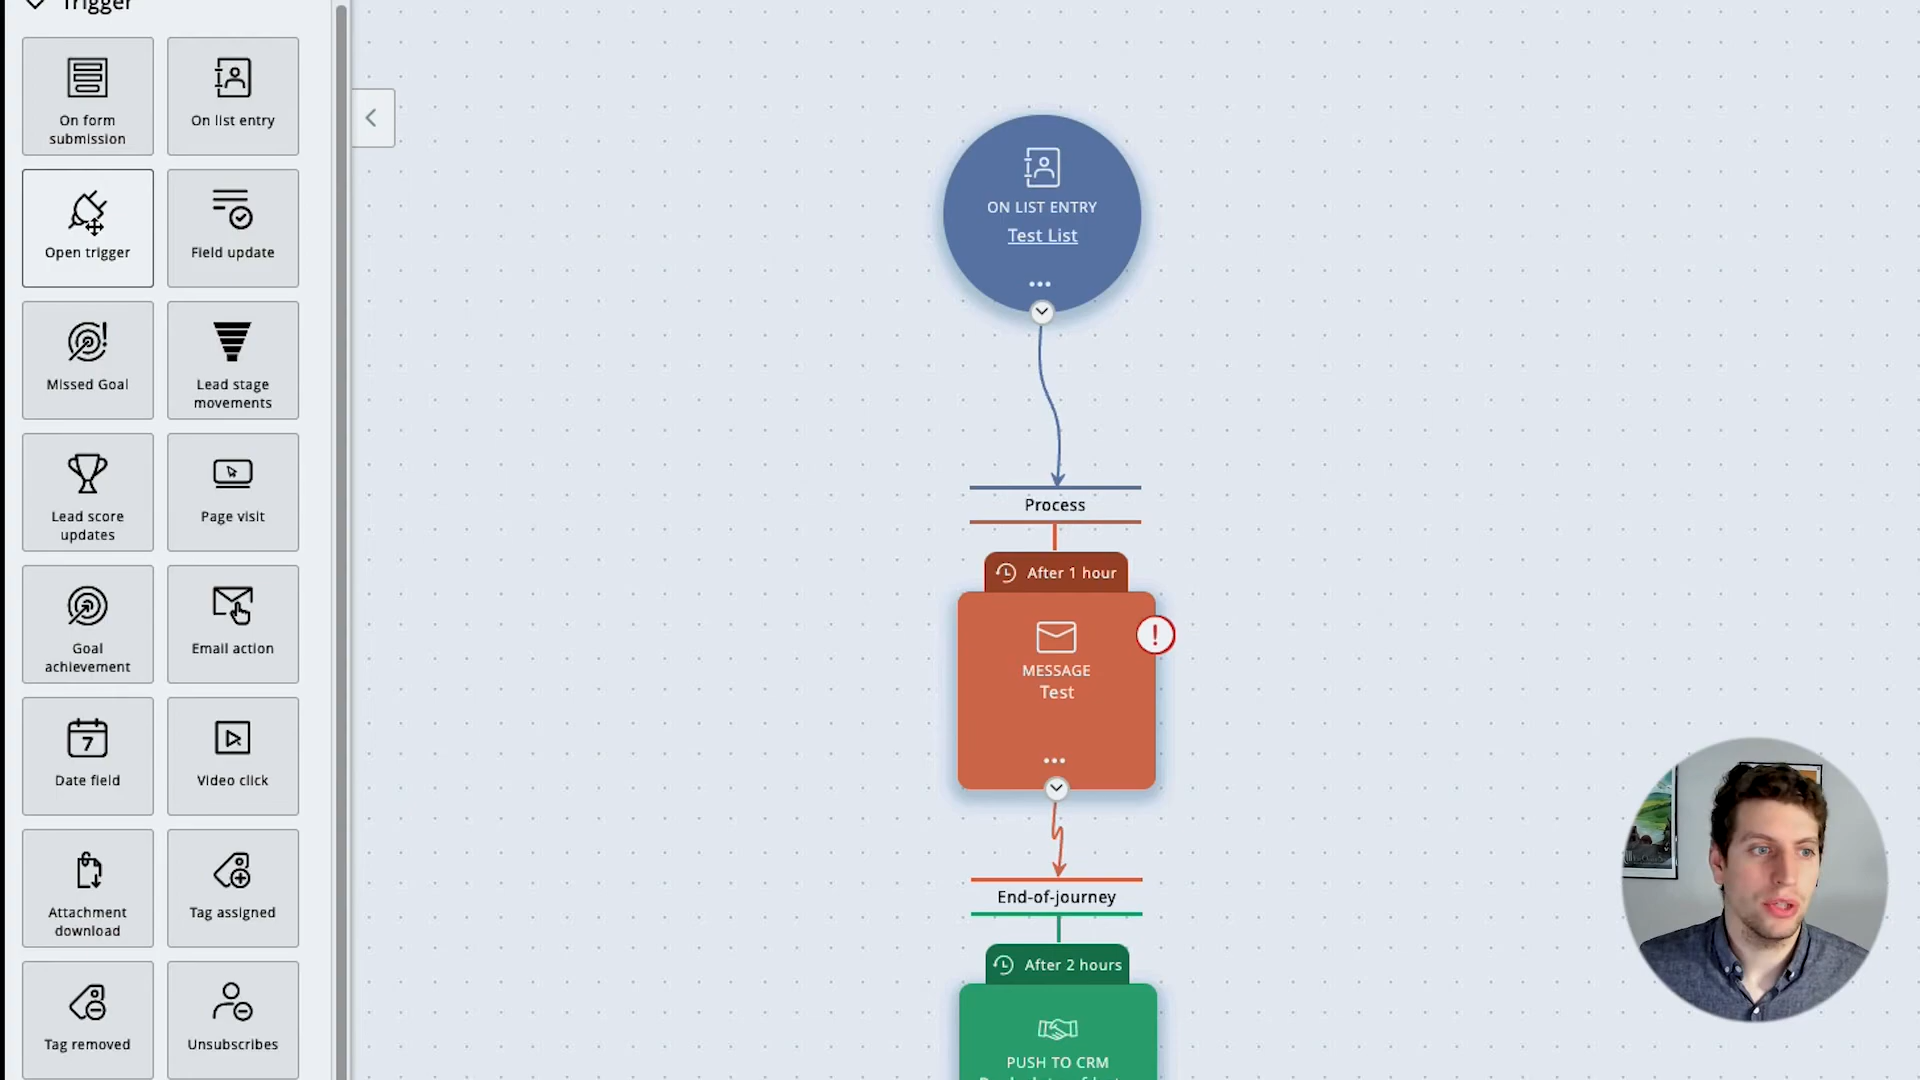 Trigger
On form
submission
On list entry
Open trigger
Field update
Missed Goal
Lead stage
movements
Lead score
updates
Page visit
Goal
achievement
Email action
7
Date field
Video click
Attachment
download
Tag assigned
Tag removed
Unsubscribes
ON LIST ENTRY
Test List
Process
After 1 hour
MESSAGE
Test
End-of-journey
After 2 hours
PUSH TO CRM